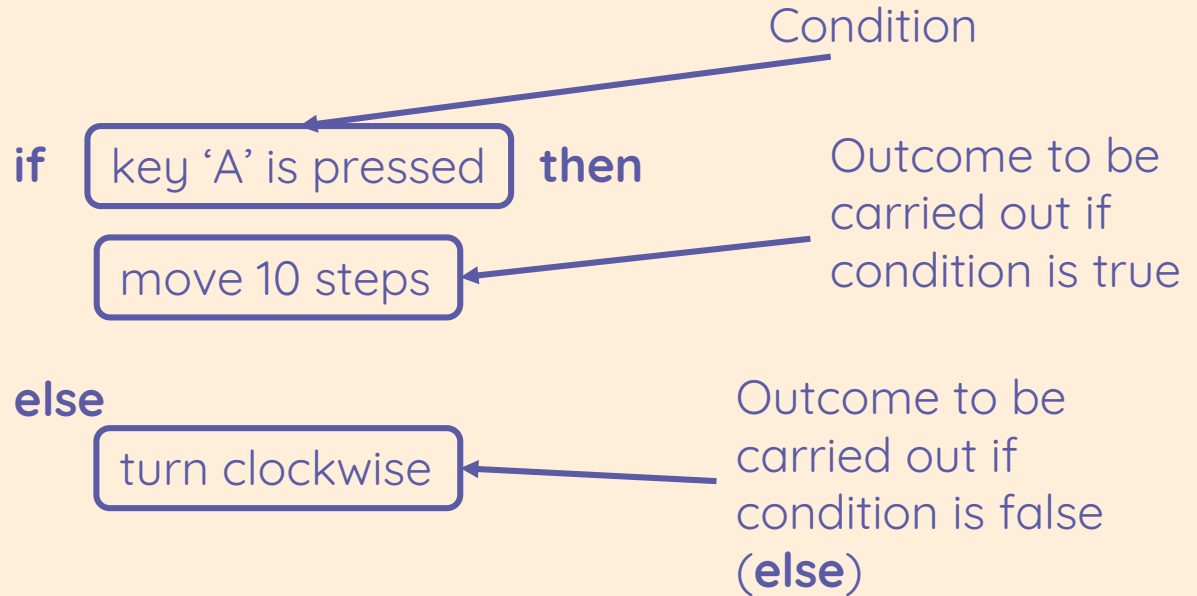 Condition
if key ‘A’ is pressed then
Outcome to be
carried out if
condition is true
move 10 steps
else
Outcome to be
carried out if
condition is false
(else)
turn clockwise